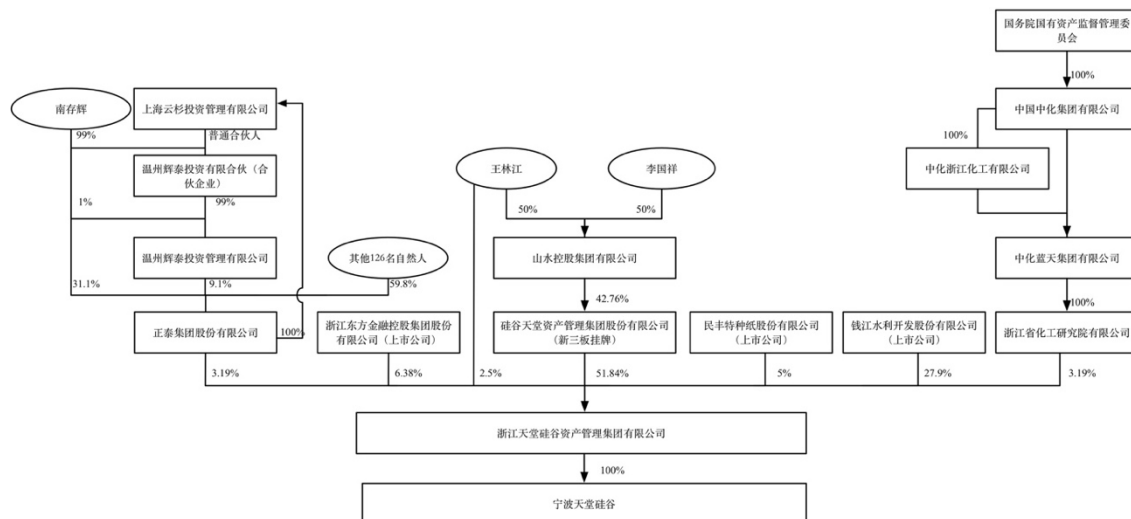 国务院国有资产监督管理委
员会
100%
南存辉
上海云杉投资管理有限公司
中国中化集团有限公司
99%
普通合伙人
100%
温州辉泰投资有限合伙（合
伙企业）
王林江
李国祥
中化浙江化工有限公司
1%
99%
50%
50%
温州辉泰投资管理有限公司
其他126名自然人
山水控股集团有限公司
中化蓝天集团有限公司
31.1%
9.1%
59.8%
42.76%
100%
正泰集团股份有限公司
100%
浙江东方金融控股集团股份
有限公司（上市公司）
硅谷天堂资产管理集团股份有限公司
（新三板挂牌）
民丰特种纸股份有限公司
（上市公司）
钱江水利开发股份有限公司
（上市公司）
浙江省化工研究院有限公司
3.19%
6.38%
2.5%
51.84%
5%
27.9%
3.19%
浙江天堂硅谷资产管理集团有限公司
100%
宁波天堂硅谷